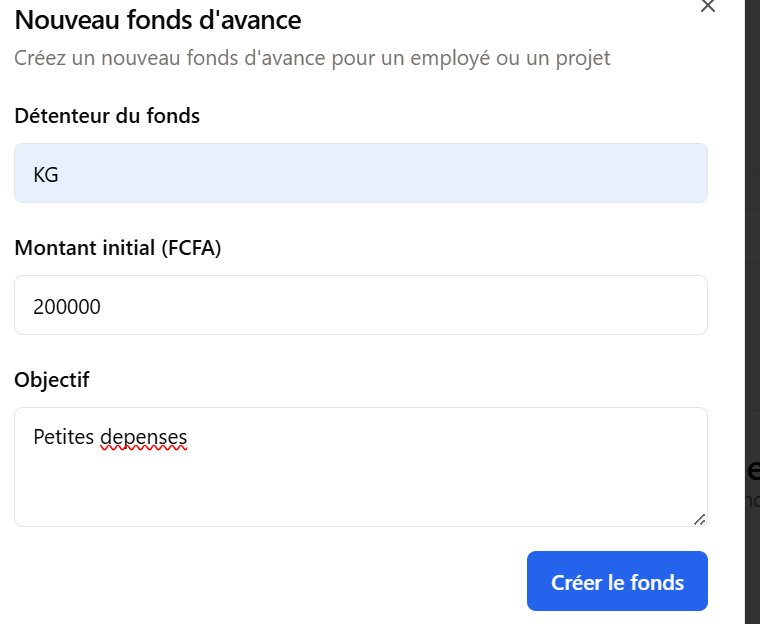 Nouveau fonds d'avance
Créez un nouveau fonds d'avance pour un employé ou un projet
Détenteur du fonds
KG
Montant initial (FCFA)
200000
Objectif
Petites depenses
Créer le fonds